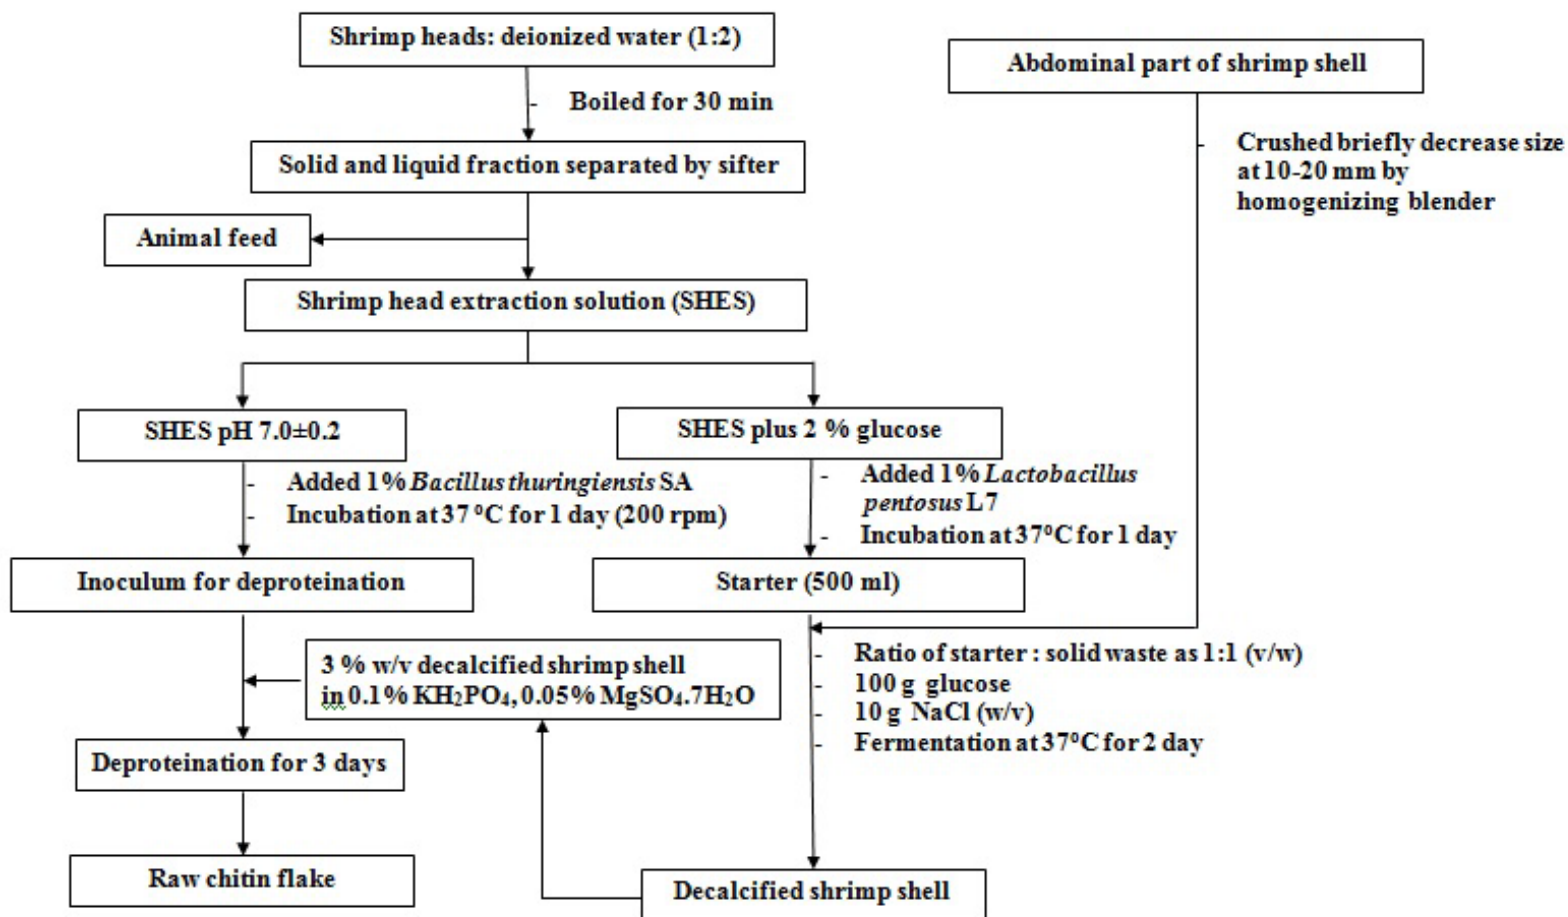 Shrimp heads: deionized water (1:2)
- Boiled for 30 min
Solid and liquid fraction separated by sifter
Animal feed
Shrimp head extraction solution (SHES)
SHES pH 7.0±0.2
- Added 1% Bacillus thuringiensis SA
- Incubation at 37 ⁰C for 1 day (200 rpm)
Inoculum for deproteination
3 % w/v decalcified shrimp shell
in 0.1% KH₂PO₄, 0.05% MgSO₄.7H₂O
Deproteination for 3 days
Raw chitin flake
SHES plus 2 % glucose
- Added 1% Lactobacillus
pentosus L7
- Incubation at 37⁰C for 1 day
Starter (500 ml)
Abdominal part of shrimp shell
- Crushed briefly decrease size
at 10-20 mm by
homogenizing blender
- Ratio of starter : solid waste as 1:1 (v/w)
- 100 g glucose
- 10 g NaCl (w/v)
- Fermentation at 37⁰C for 2 day
Decalcified shrimp shell